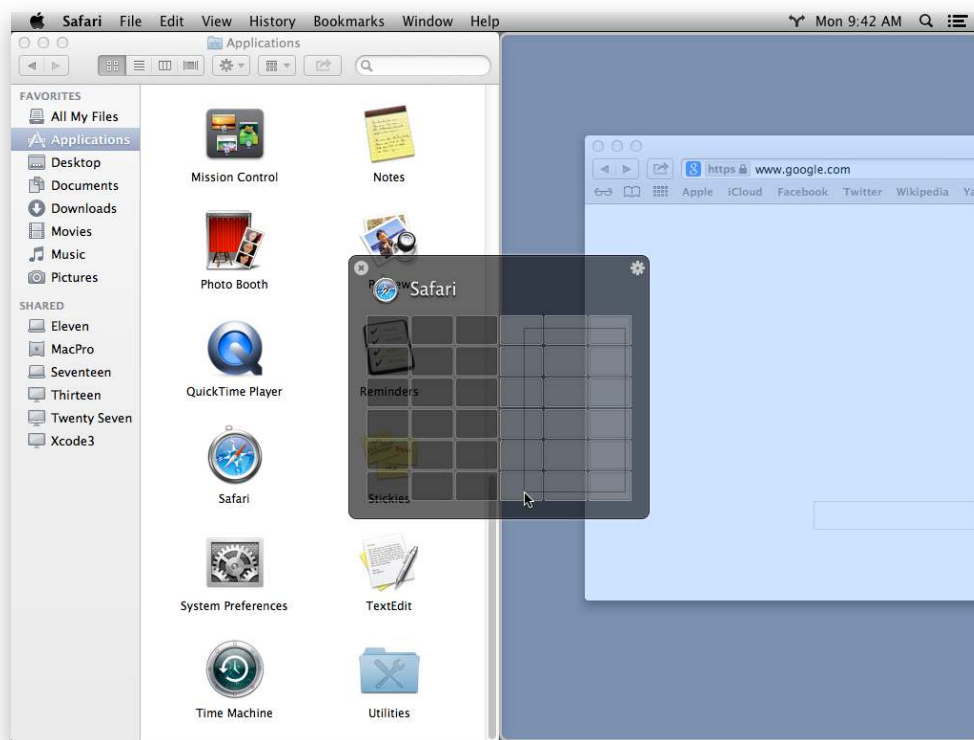 Safari File Edit View History Bookmarks Window Help Mon 9:42 AM
Applications
FAVORITES
All My Files
Applications
Desktop
Documents
Downloads
Movies
Music
Pictures
SHARED
Eleven
MacPro
Seventeen
Thirteen
Twenty Seven
Xcode3
Mission Control Notes
Photo Booth
QuickTime Player Reminders
Safari Stickies
System Preferences TextEdit
Time Machine Utilities
Safari
8 https www.google.com
Apple iCloud Facebook Twitter Wikipedia Ya